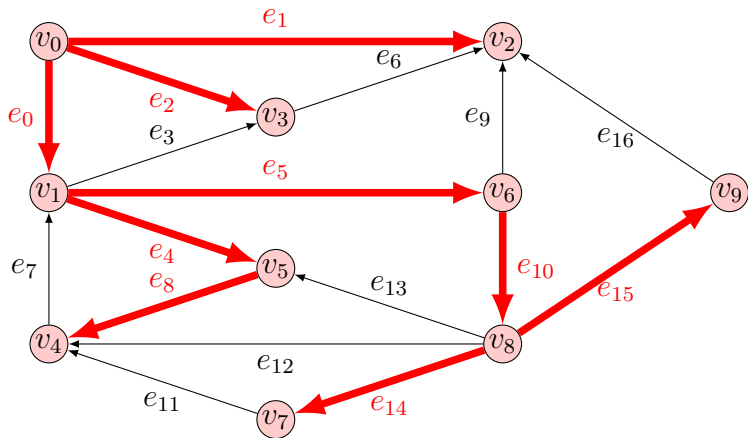 e₁
v₀ v₂
e₆
e₂
e₀ v₃ e₉
e₃ e₁₆
e₅
v₁ v₆ v₉
e₄
e₇ e₈ v₅ e₁₃ e₁₀
e₁₅
v₄ v₈
e₁₂
e₁₁ e₁₄
v₇